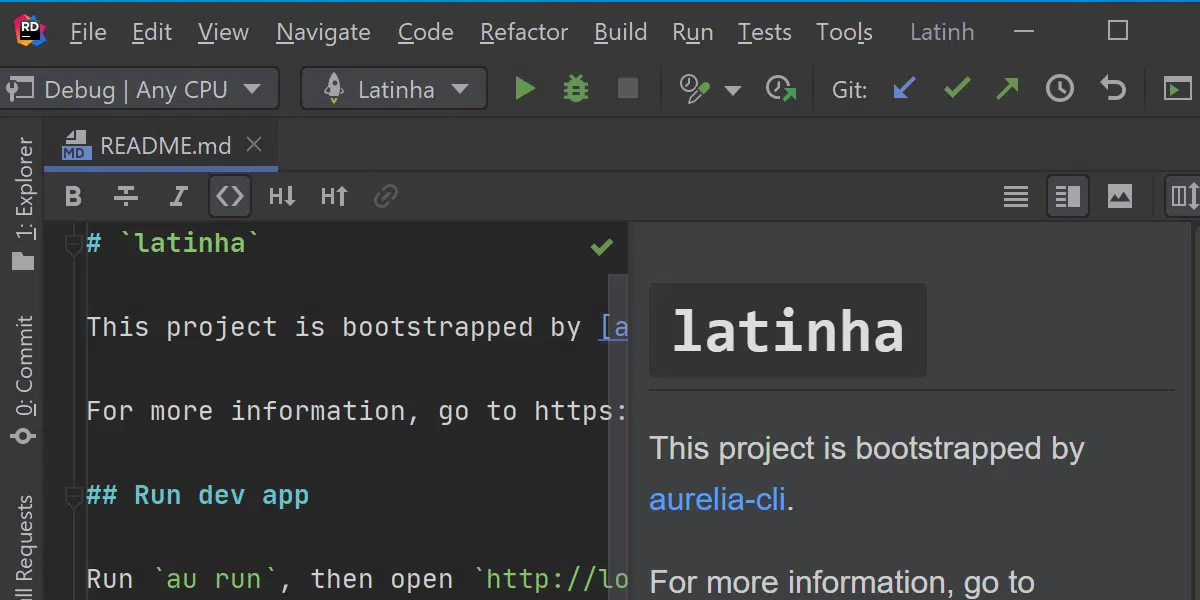 RD File Edit View Navigate Code Refactor Build Run Tests Tools Latinh
Debug | Any CPU Latinha Git:
MD README.md
B I H↓ H↑
1: Explorer
0: Commit
Requests
# `latinha`
This project is bootstrapped by [a
For more information, go to https:
## Run dev app
Run `au run`, then open `http://lo
latinha
This project is bootstrapped by
aurelia-cli.
For more information, go to